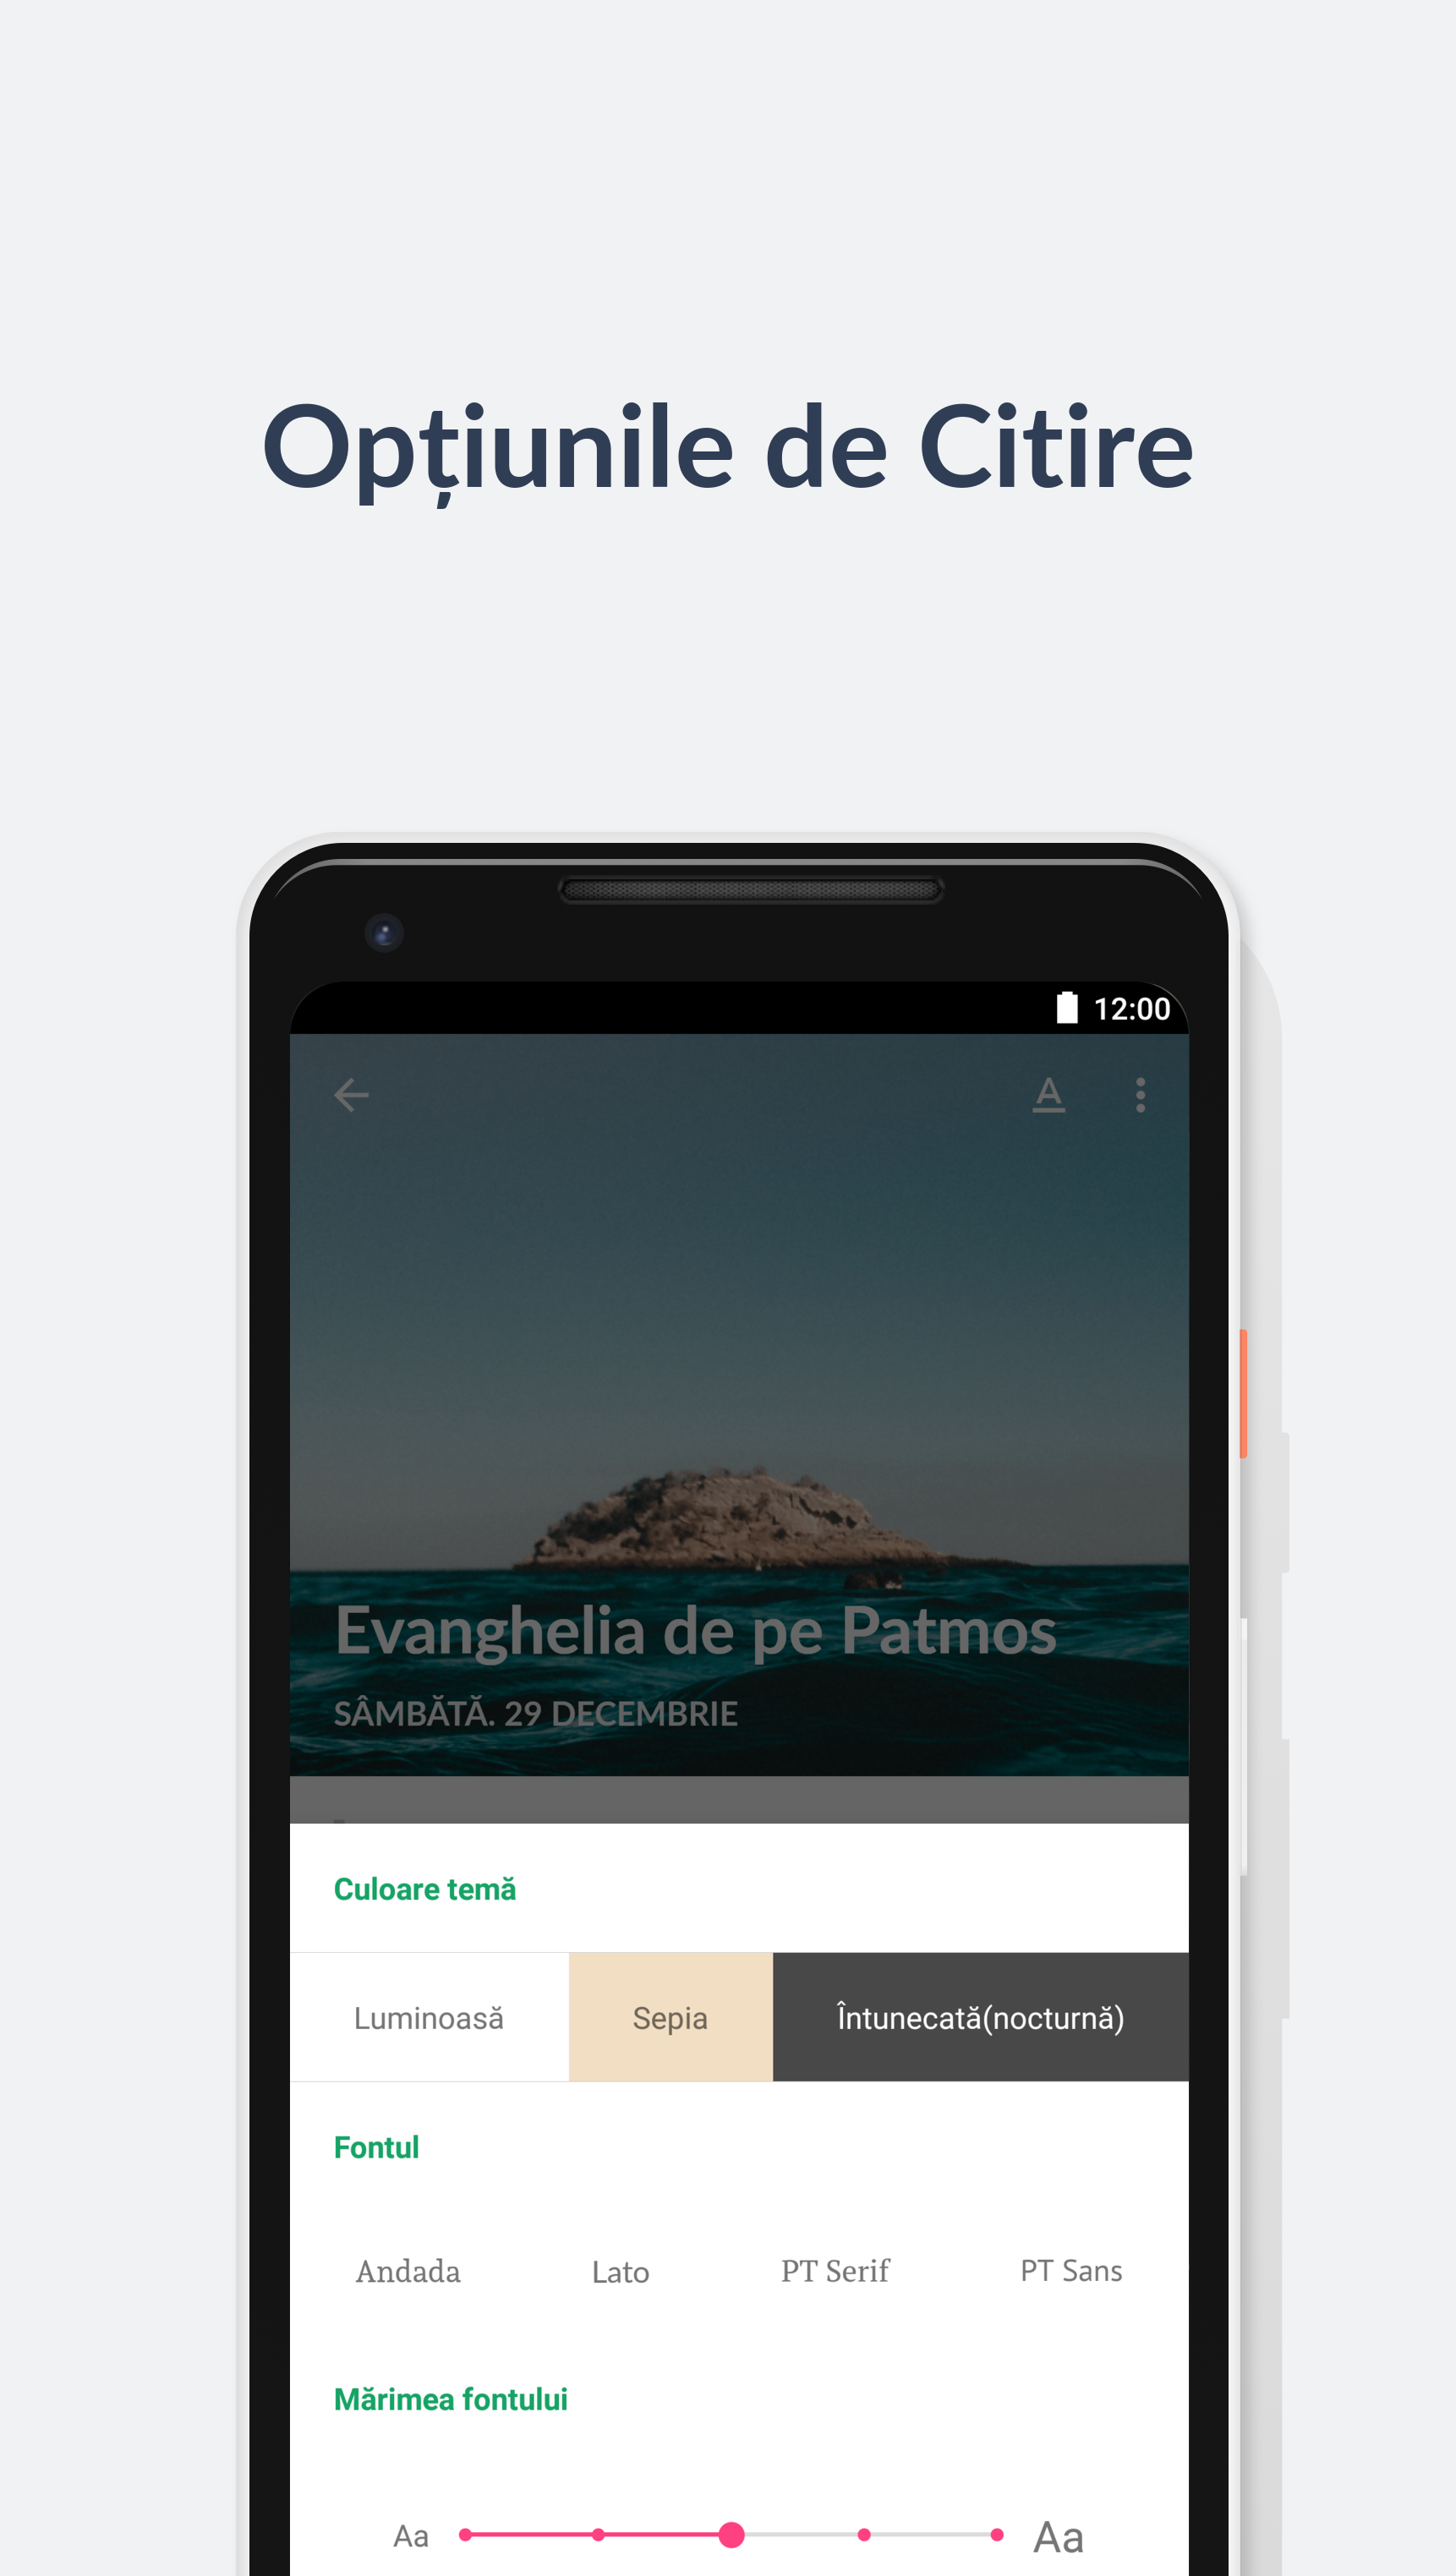 Opțiunile de Citire
12:00
A
Evanghelia de pe Patmos
SÂMBĂTĂ. 29 DECEMBRIE
Culoare temă
Luminoasă Sepia Întunecată(nocturnă)
Fontul
Andada Lato PT Serif PT Sans
Mărimea fontului
Aa Aa